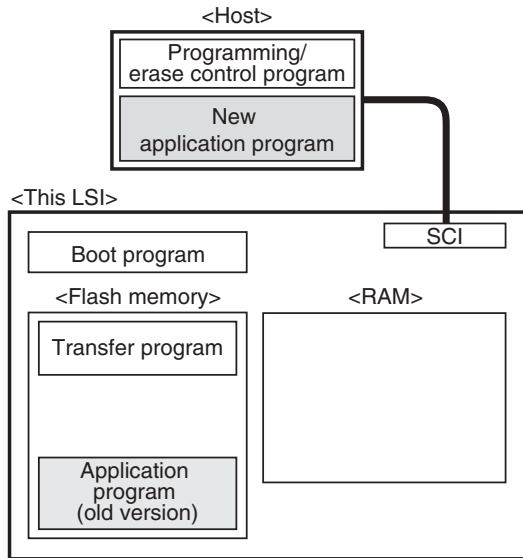 <Host>
Programming/
erase control program
New
application program
<This LSI>
SCI
Boot program
<Flash memory>
<RAM>
Transfer program
Application
program
(old version)